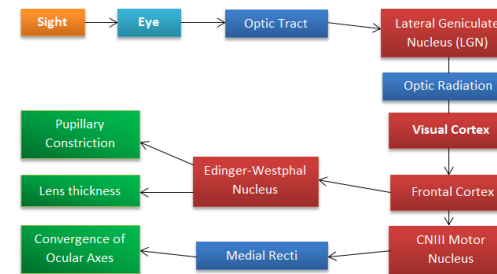 Sight
Eye
Optic Tract
Lateral Geniculate
Nucleus (LGN)
Optic Radiation
Visual Cortex
Pupillary
Constriction
Edinger-Westphal
Nucleus
Lens thickness
Frontal Cortex
Convergence of
Ocular Axes
Medial Recti
CNIII Motor
Nucleus